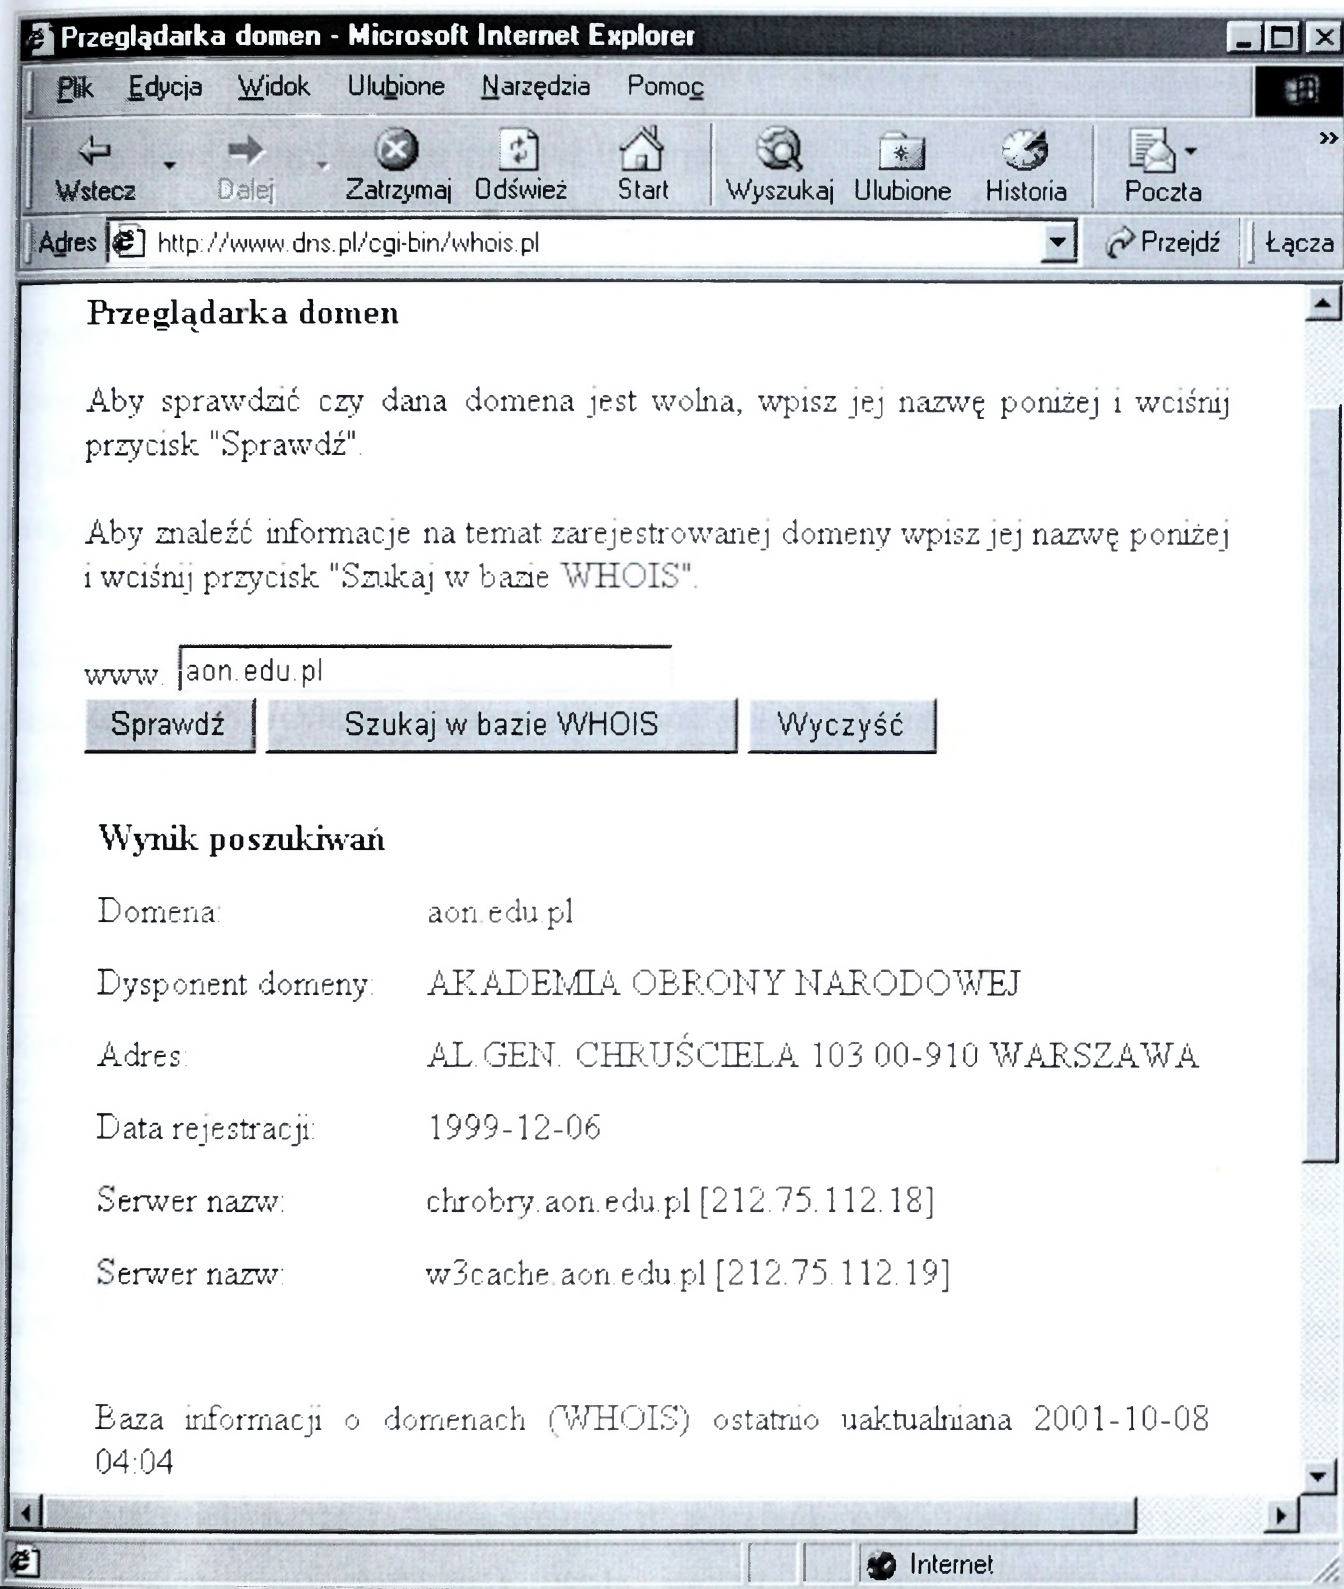 Przeglądarka domen - Microsoft Internet Explorer
Plik Edycja Widok Ulubione Narzędzia Pomoc
Wstecz Dalej Zatrzymaj Odśwież Start Wyszukaj Ulubione Historia Poczta »
Adres http://www.dns.pl/cgi-bin/whois.pl Przejdź Łącza
Przeglądarka domen
Aby sprawdzić czy dana domena jest wolna, wpisz jej nazwę poniżej i wciśnij
przycisk "Sprawdź".
Aby znaleźć informacje na temat zarejestrowanej domeny wpisz jej nazwę poniżej
i wciśnij przycisk "Szukaj w bazie WHOIS".
www. aon.edu.pl
Sprawdź Szukaj w bazie WHOIS Wyczyść
Wynik poszukiwań
Domena: aon.edu.pl
Dysponent domeny: AKADEMIA OBRONY NARODOWEJ
Adres: AL.GEN. CHRUŚCIELA 103 00-910 WARSZAWA
Data rejestracji: 1999-12-06
Serwer nazw: chrobry.aon.edu.pl [212.75.112.18]
Serwer nazw: w3cache.aon.edu.pl [212.75.112.19]
Baza informacji o domenach (WHOIS) ostatnio uaktualniana 2001-10-08
04:04
Internet